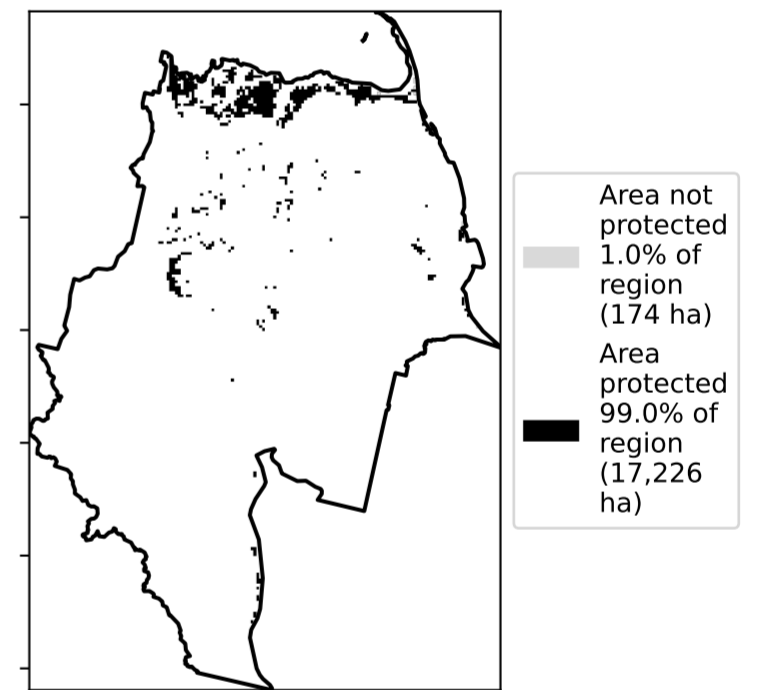 Area not
protected
1.0% of
region
(174 ha)
Area
protected
99.0% of
region
(17,226
ha)